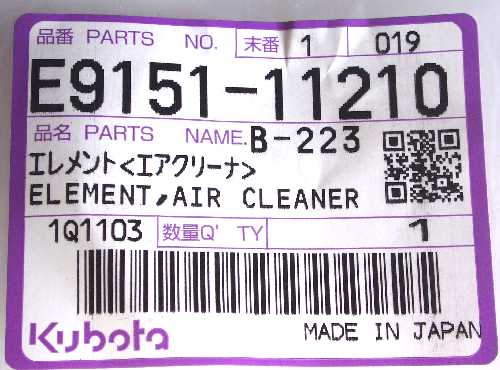 品番 PARTS NO. 末番 1 019
E9151-11210
品名 PARTS NAME. B-223
エレメント<エアクリーナ>
ELEMENT,AIR CLEANER
1Q1103 数量Q' TY 1
Kubota MADE IN JAPAN